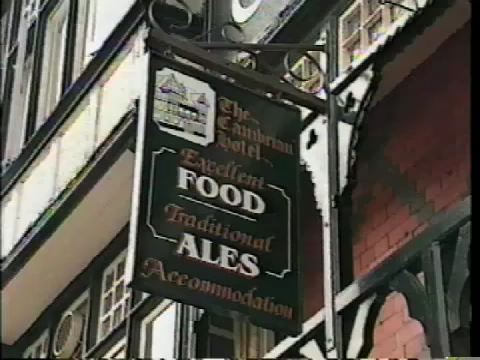 The
Cambrian
Hotel
Excellent
FOOD
Traditional
ALES
Accommodation